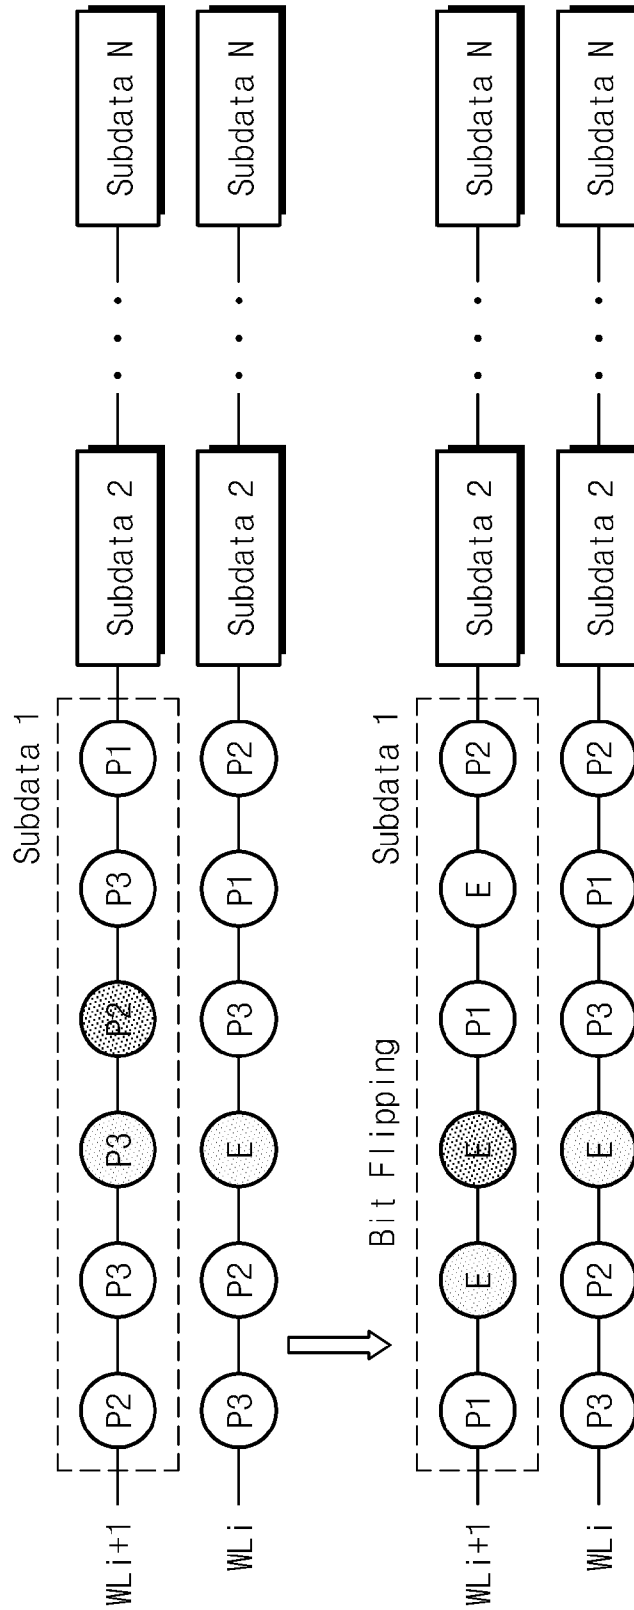 Subdata 1
WLi+1 P2 P3 P3 P2 P3 P1 Subdata 2 Subdata N
WLi P3 P2 E P3 P1 P2 Subdata 2 Subdata N
Bit Flipping
Subdata 1
WLi+1 P1 E E P1 E P2 Subdata 2 Subdata N
WLi P3 P2 E P3 P1 P2 Subdata 2 Subdata N